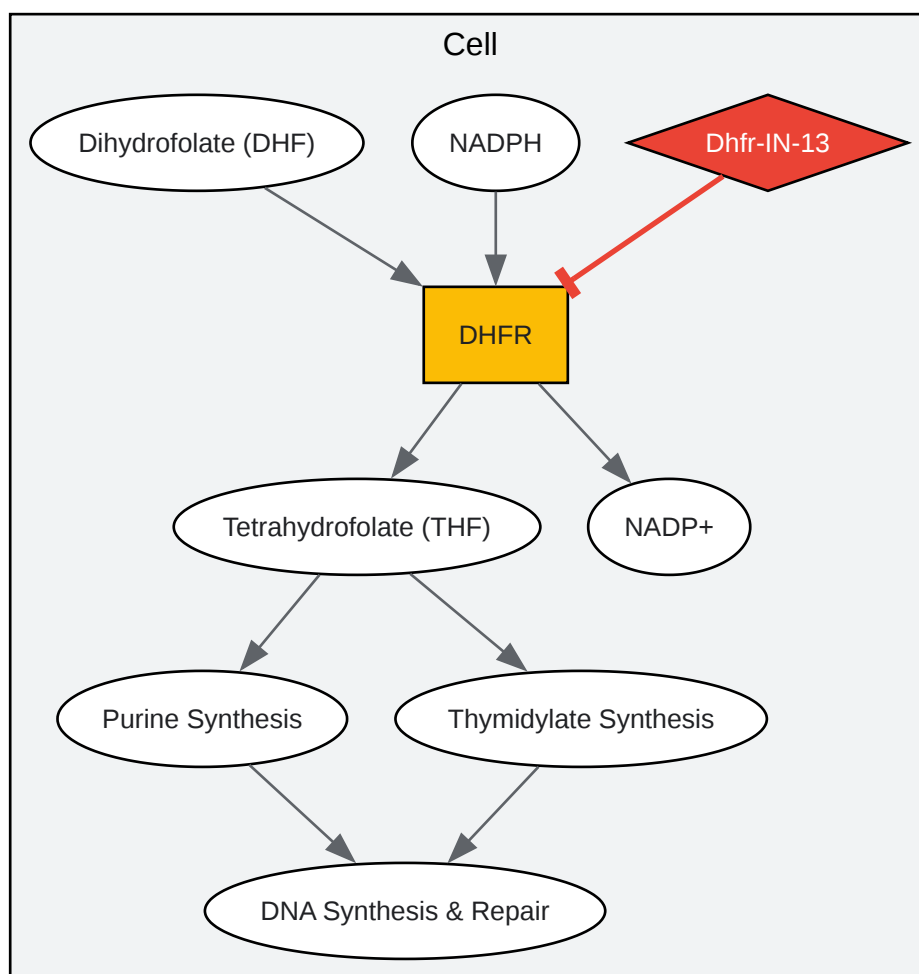 Cell
Dihydrofolate (DHF)
NADPH
Dhfr-IN-13
DHFR
Tetrahydrofolate (THF)
NADP+
Purine Synthesis
Thymidylate Synthesis
DNA Synthesis & Repair